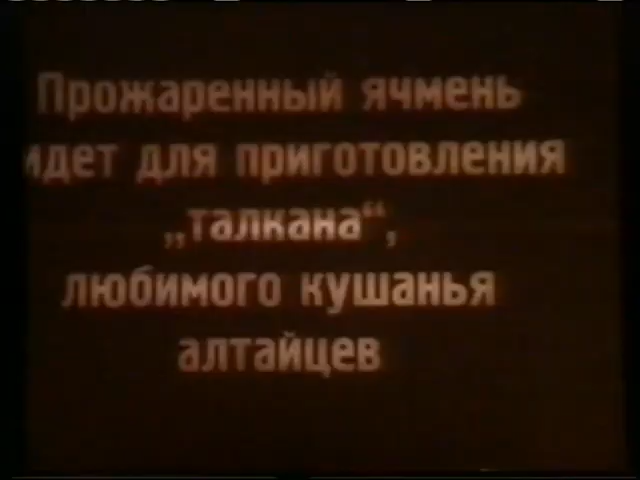 Прожаренный ячмень
идет для приготовления
„талкана“,
любимого кушанья
алтайцев